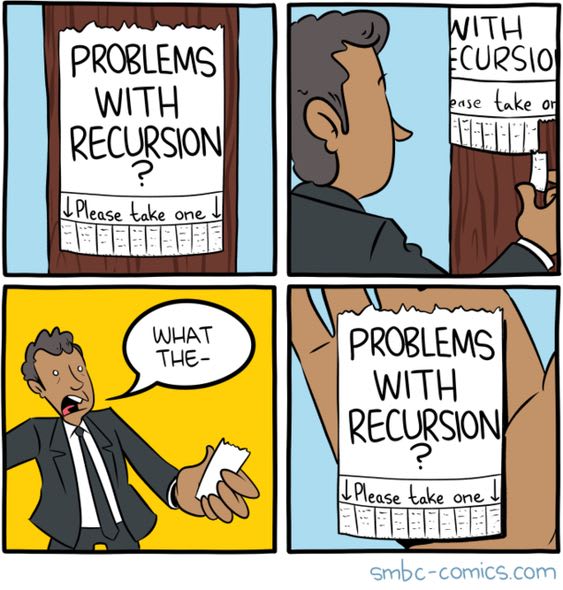 PROBLEMS
WITH
RECURSION
?
↓Please take one↓
WITH
ECURSIO
ease take on
WHAT
THE-
PROBLEMS
WITH
RECURSION
?
↓Please take one↓
smbc-comics.com